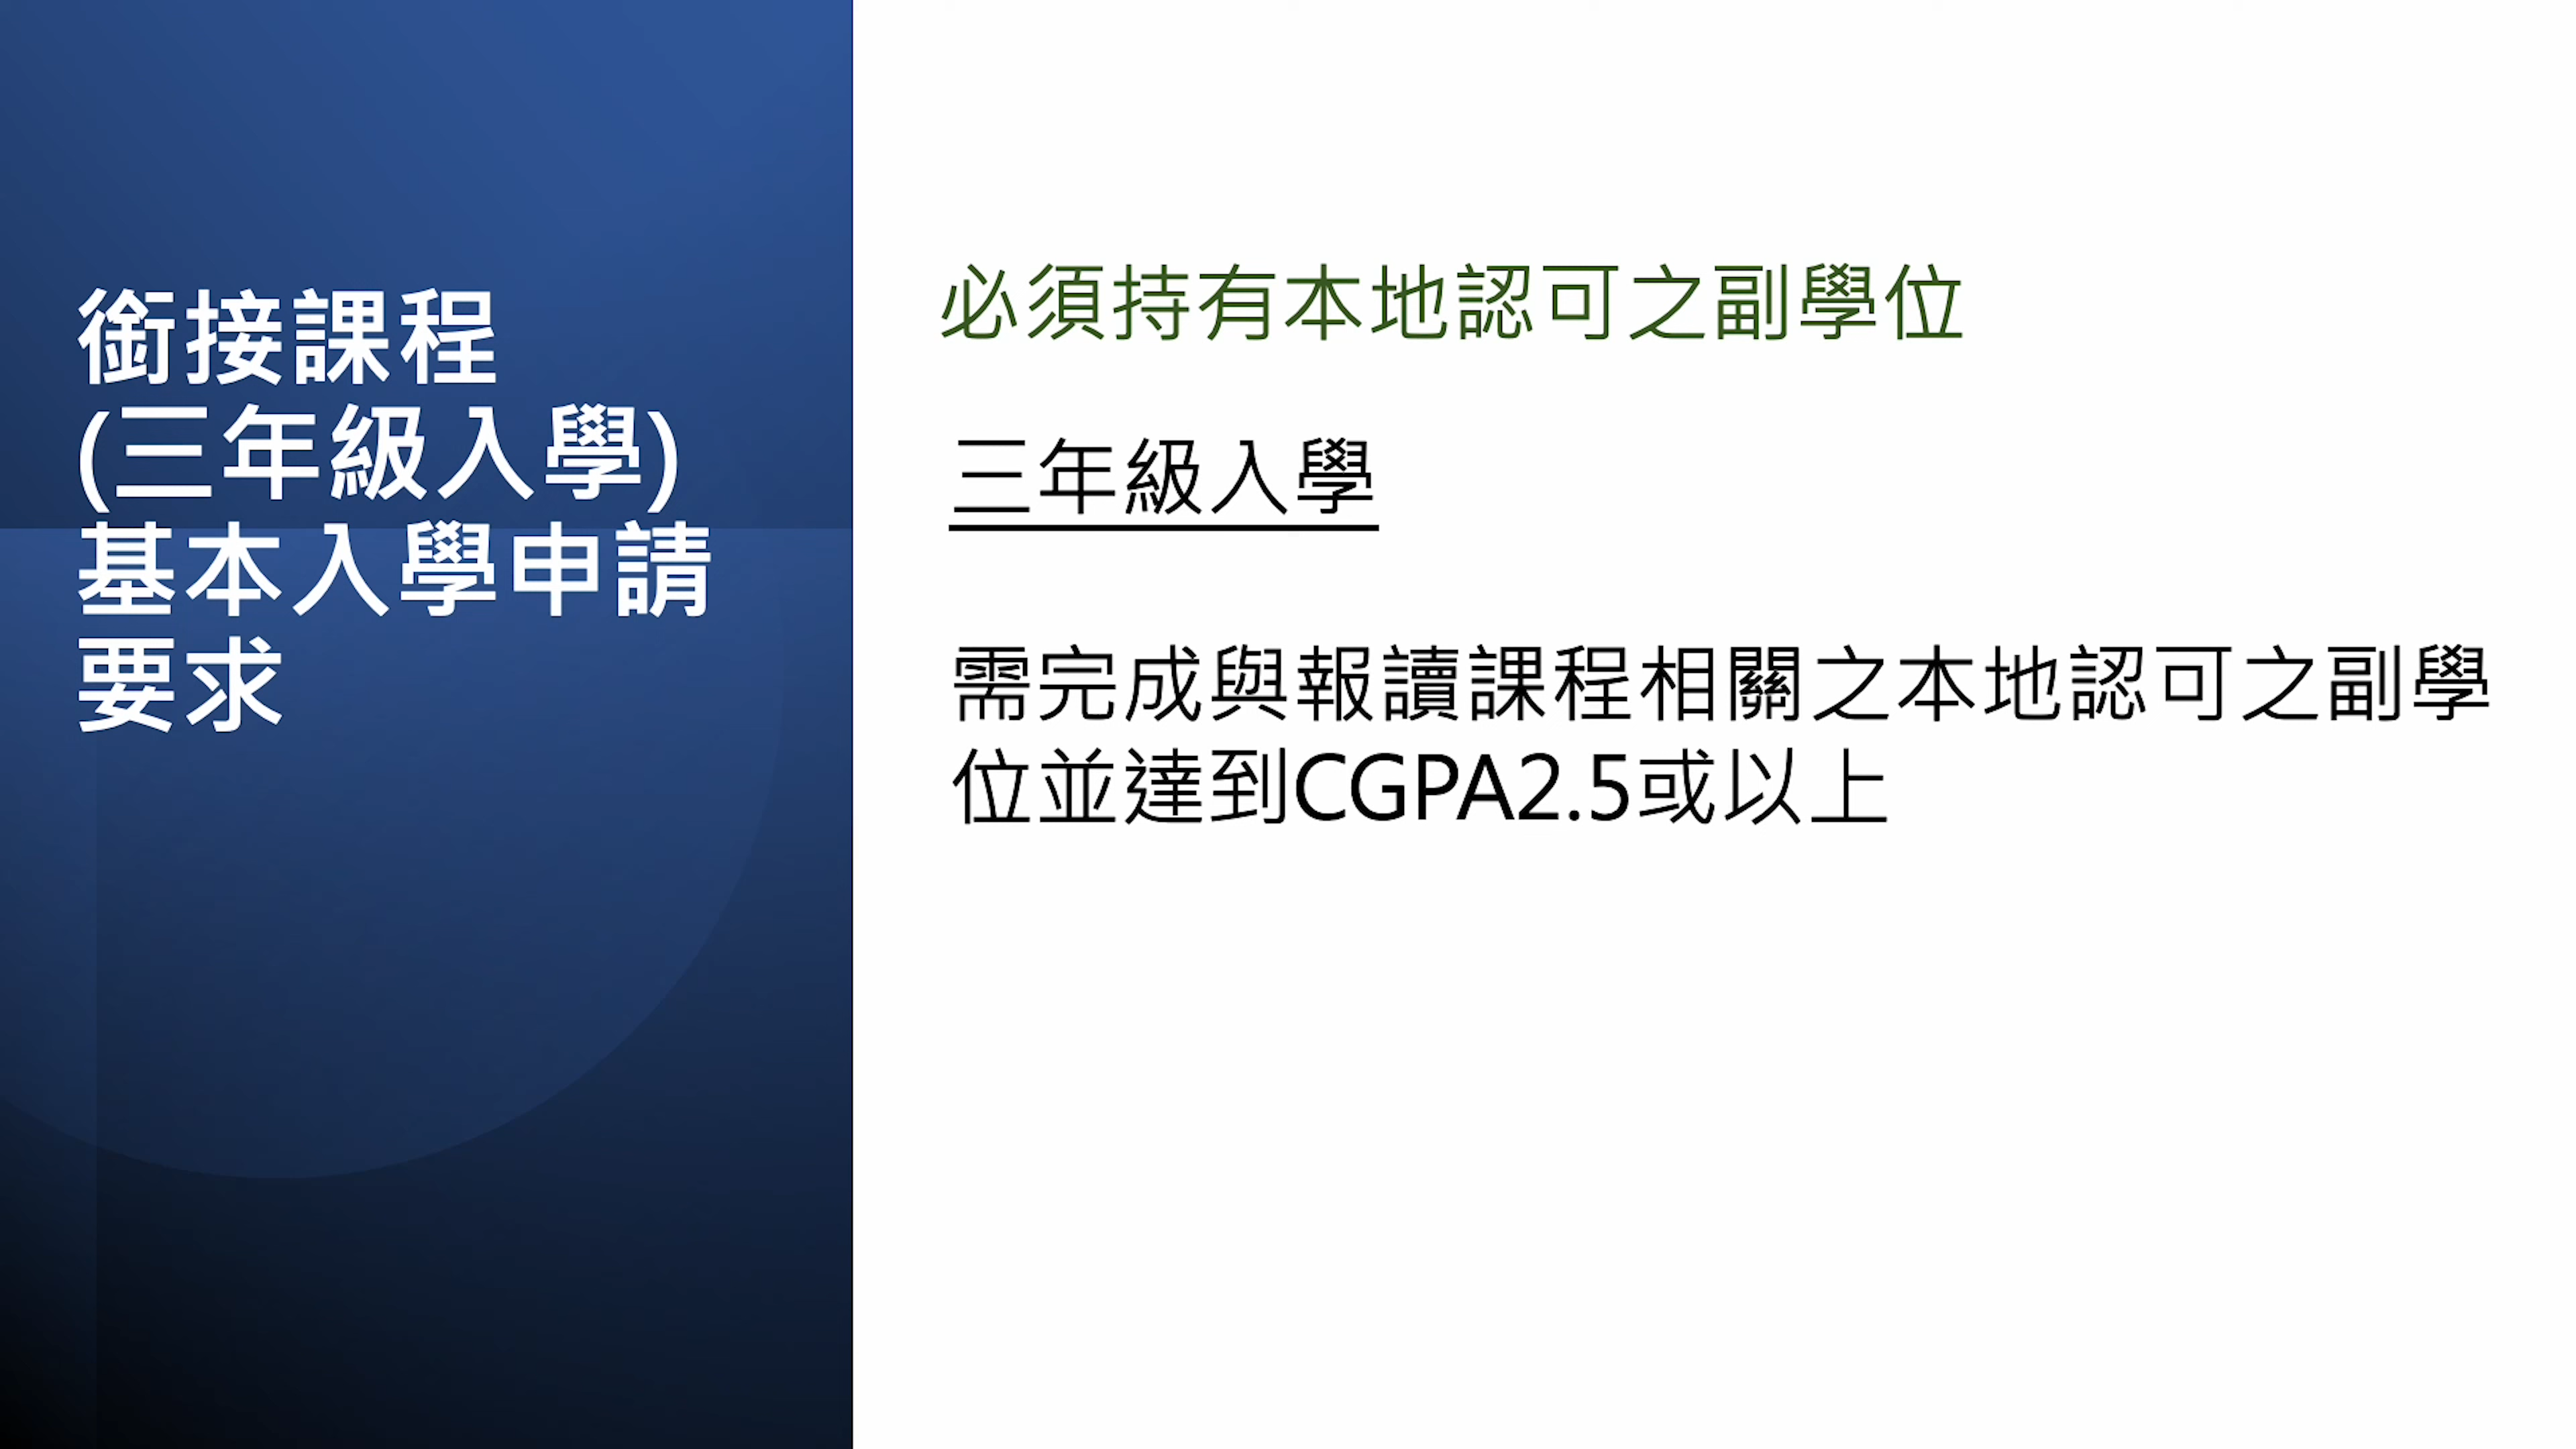 銜接課程
(三年級入學)
基本入學申請
要求
必須持有本地認可之副學位
三年級入學
需完成與報讀課程相關之本地認可之副學
位並達到CGPA2.5或以上